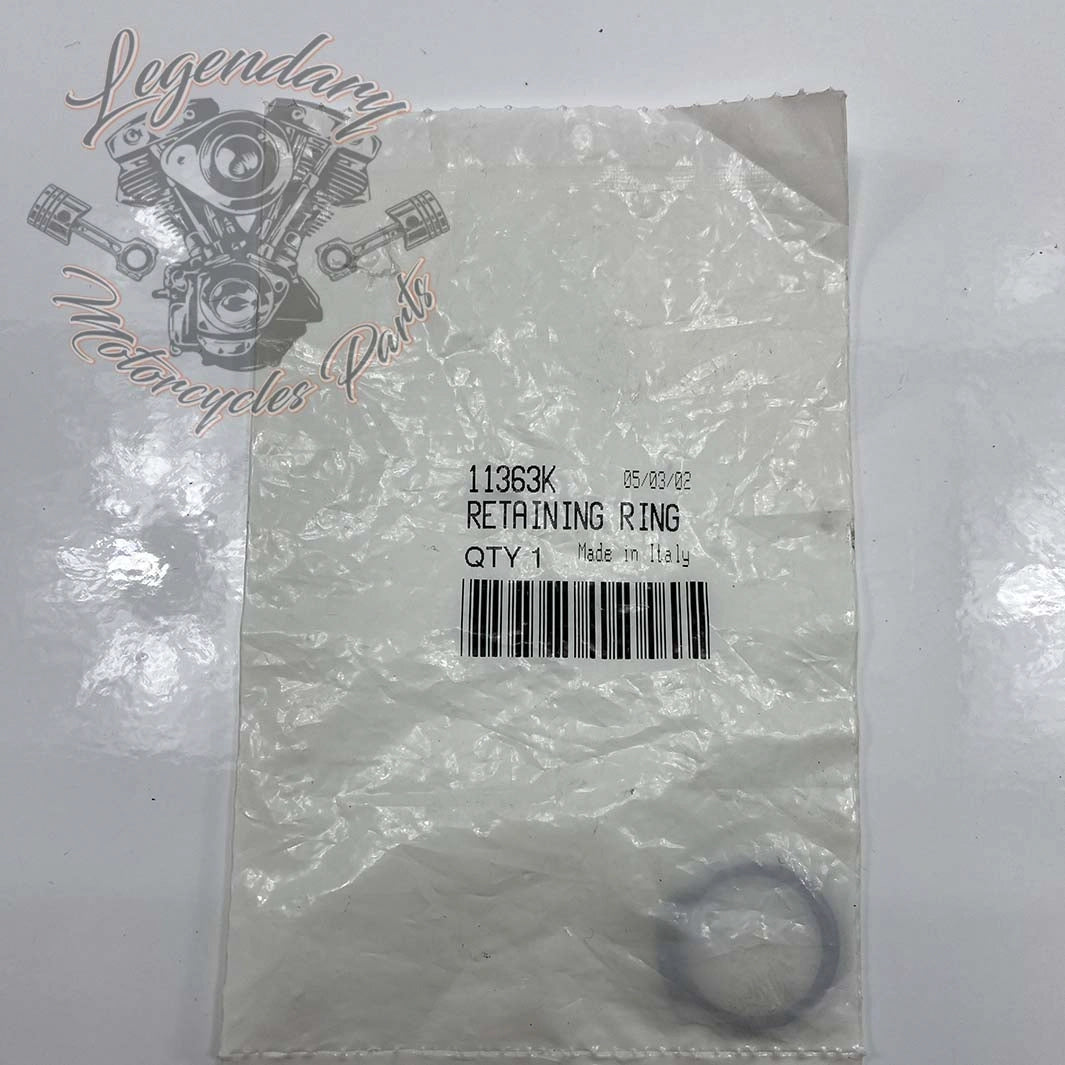 Legendary
Motorcycles Parts
11363K 05/03/02
RETAINING RING
QTY 1 Made in Italy